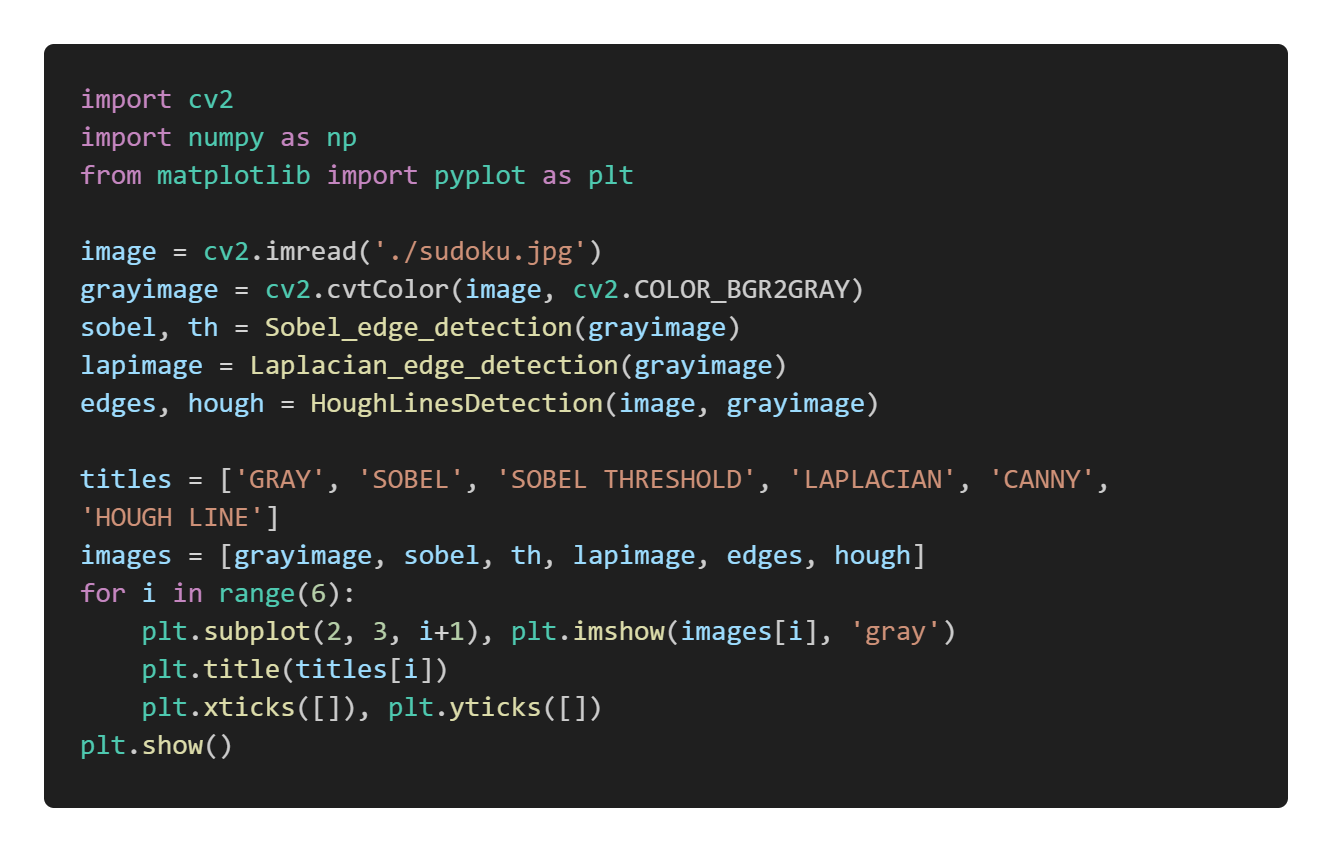 import cv2
import numpy as np
from matplotlib import pyplot as plt

image = cv2.imread('./sudoku.jpg')
grayimage = cv2.cvtColor(image, cv2.COLOR_BGR2GRAY)
sobel, th = Sobel_edge_detection(grayimage)
lapimage = Laplacian_edge_detection(grayimage)
edges, hough = HoughLinesDetection(image, grayimage)

titles = ['GRAY', 'SOBEL', 'SOBEL THRESHOLD', 'LAPLACIAN', 'CANNY',
'HOUGH LINE']
images = [grayimage, sobel, th, lapimage, edges, hough]
for i in range(6):
    plt.subplot(2, 3, i+1), plt.imshow(images[i], 'gray')
    plt.title(titles[i])
    plt.xticks([]), plt.yticks([])
plt.show()